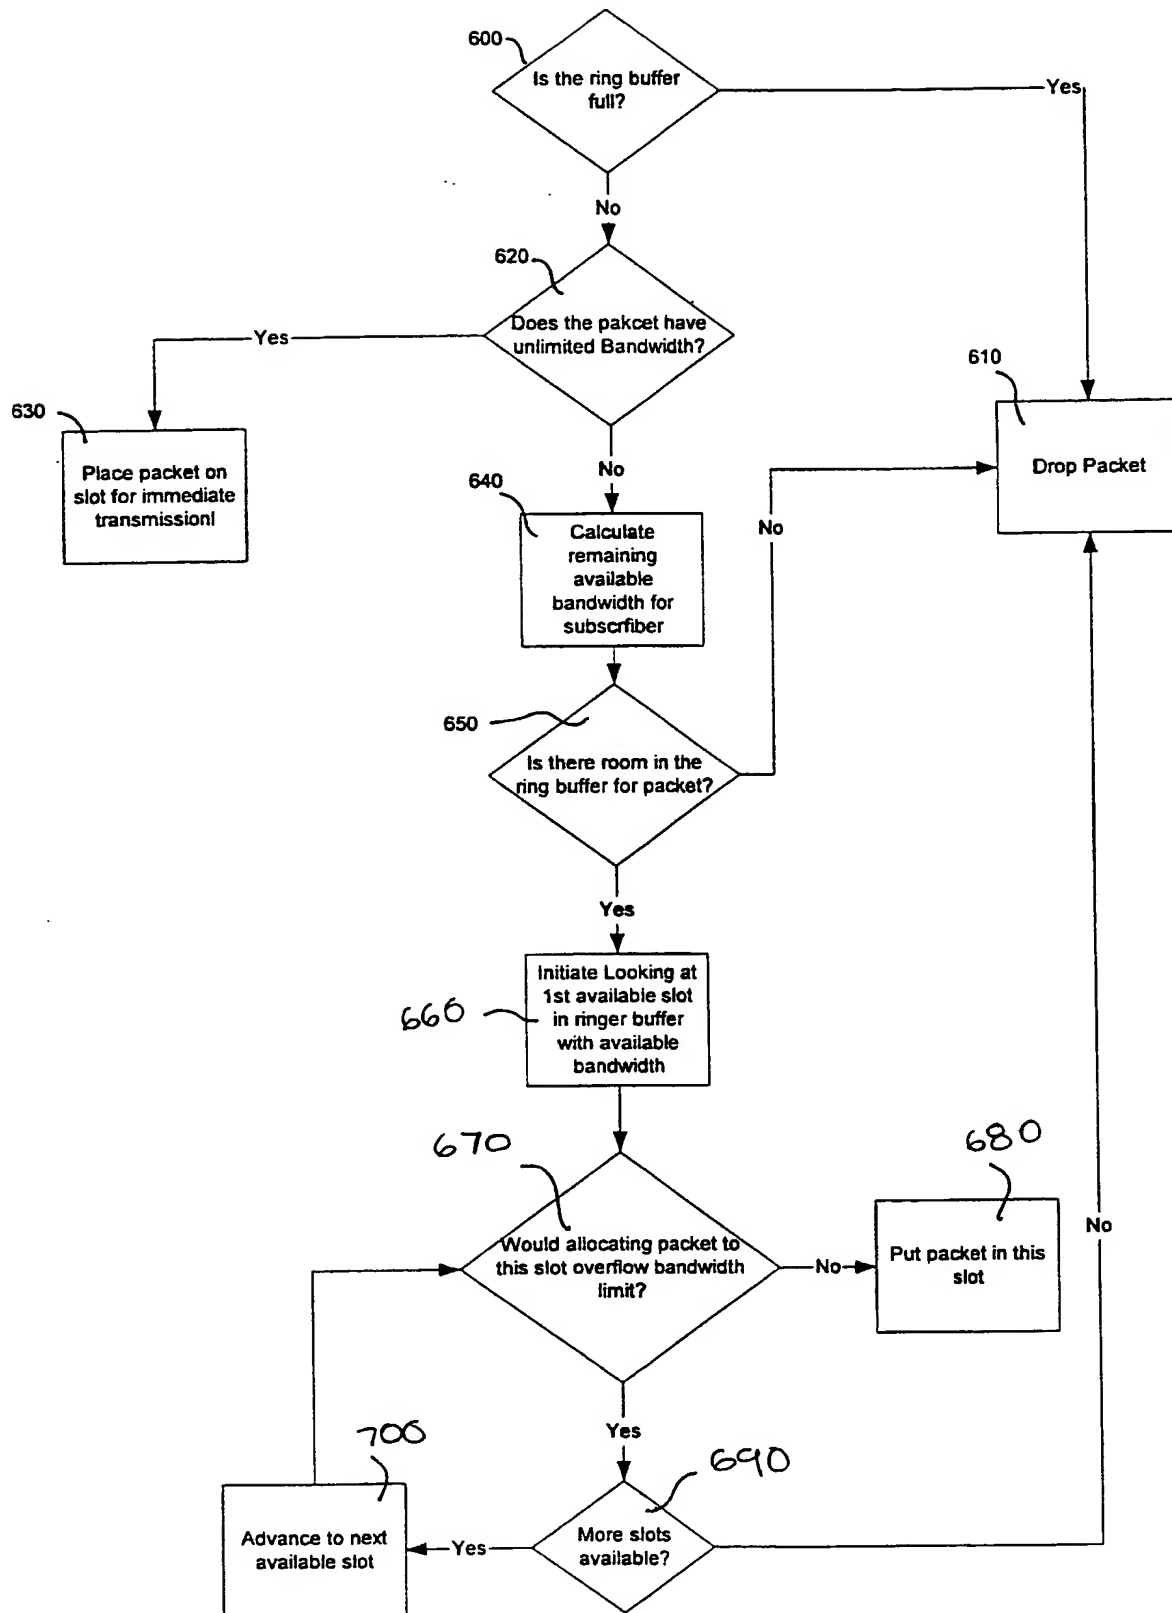 600
Is the ring buffer
full?
Yes
No
620
Does the pakcet have
unlimited Bandwidth?
Yes
610
630
Place packet on
slot for immediate
transmission!
Drop Packet
No
640
Calculate
remaining
available
bandwidth for
subscrfiber
No
650
Is there room in the
ring buffer for packet?
Yes
660
Initiate Looking at
1st available slot
in ringer buffer
with available
bandwidth
670
680
Would allocating packet to
this slot overflow bandwidth
limit?
No
Put packet in this
slot
No
Yes
700
690
Advance to next
available slot
Yes
More slots
available?